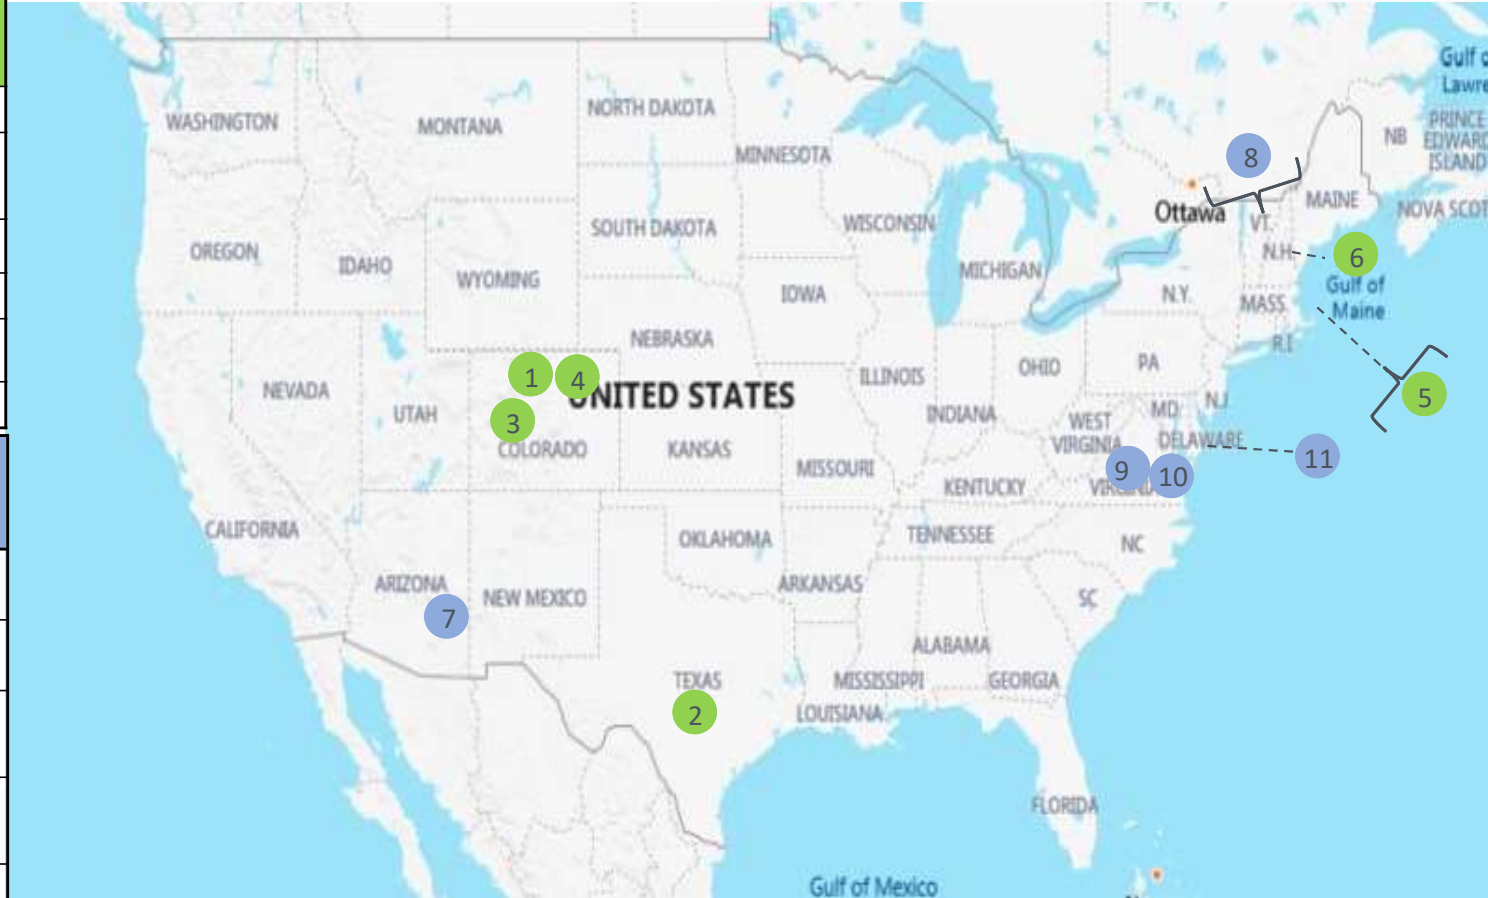 Gulf
Lawre
NORTH DAKOTA
PRINCE
WASHINGTON
MONTANA
NB
EDWARD
MINNESOTA
8
ISLAND
MAINE
NOVA SCOT
Ottawa
VT.
SOUTH DAKOTA
WISCONSIN
OREGON
N.H
6
IDAHO
WYOMING
MICHIGAN
Gulf of
Maine
IOWA
N.Y.
MASS.
NEBRASKA
R.I
OHIO
PA
1
4
ILLINOIS
NEVADA
UNITED STATES
5
UTAH
N.J
MD
3
INDIANA
WEST
VIRGINIA
DELAWARE
COLORADO
KANSAS
11
MISSOURI
9
10
KENTUCKY
VIRGINIA
CALIFORNIA
OKLAHOMA
TENNESSEE
NC
ARIZONA
ARKANSAS
NEW MEXICO
SC
7
ALABAMA
TEXAS
MISSISSIPPI
GEORGIA
2
LOUISIANA
FLORIDA
Gulf of Mexico